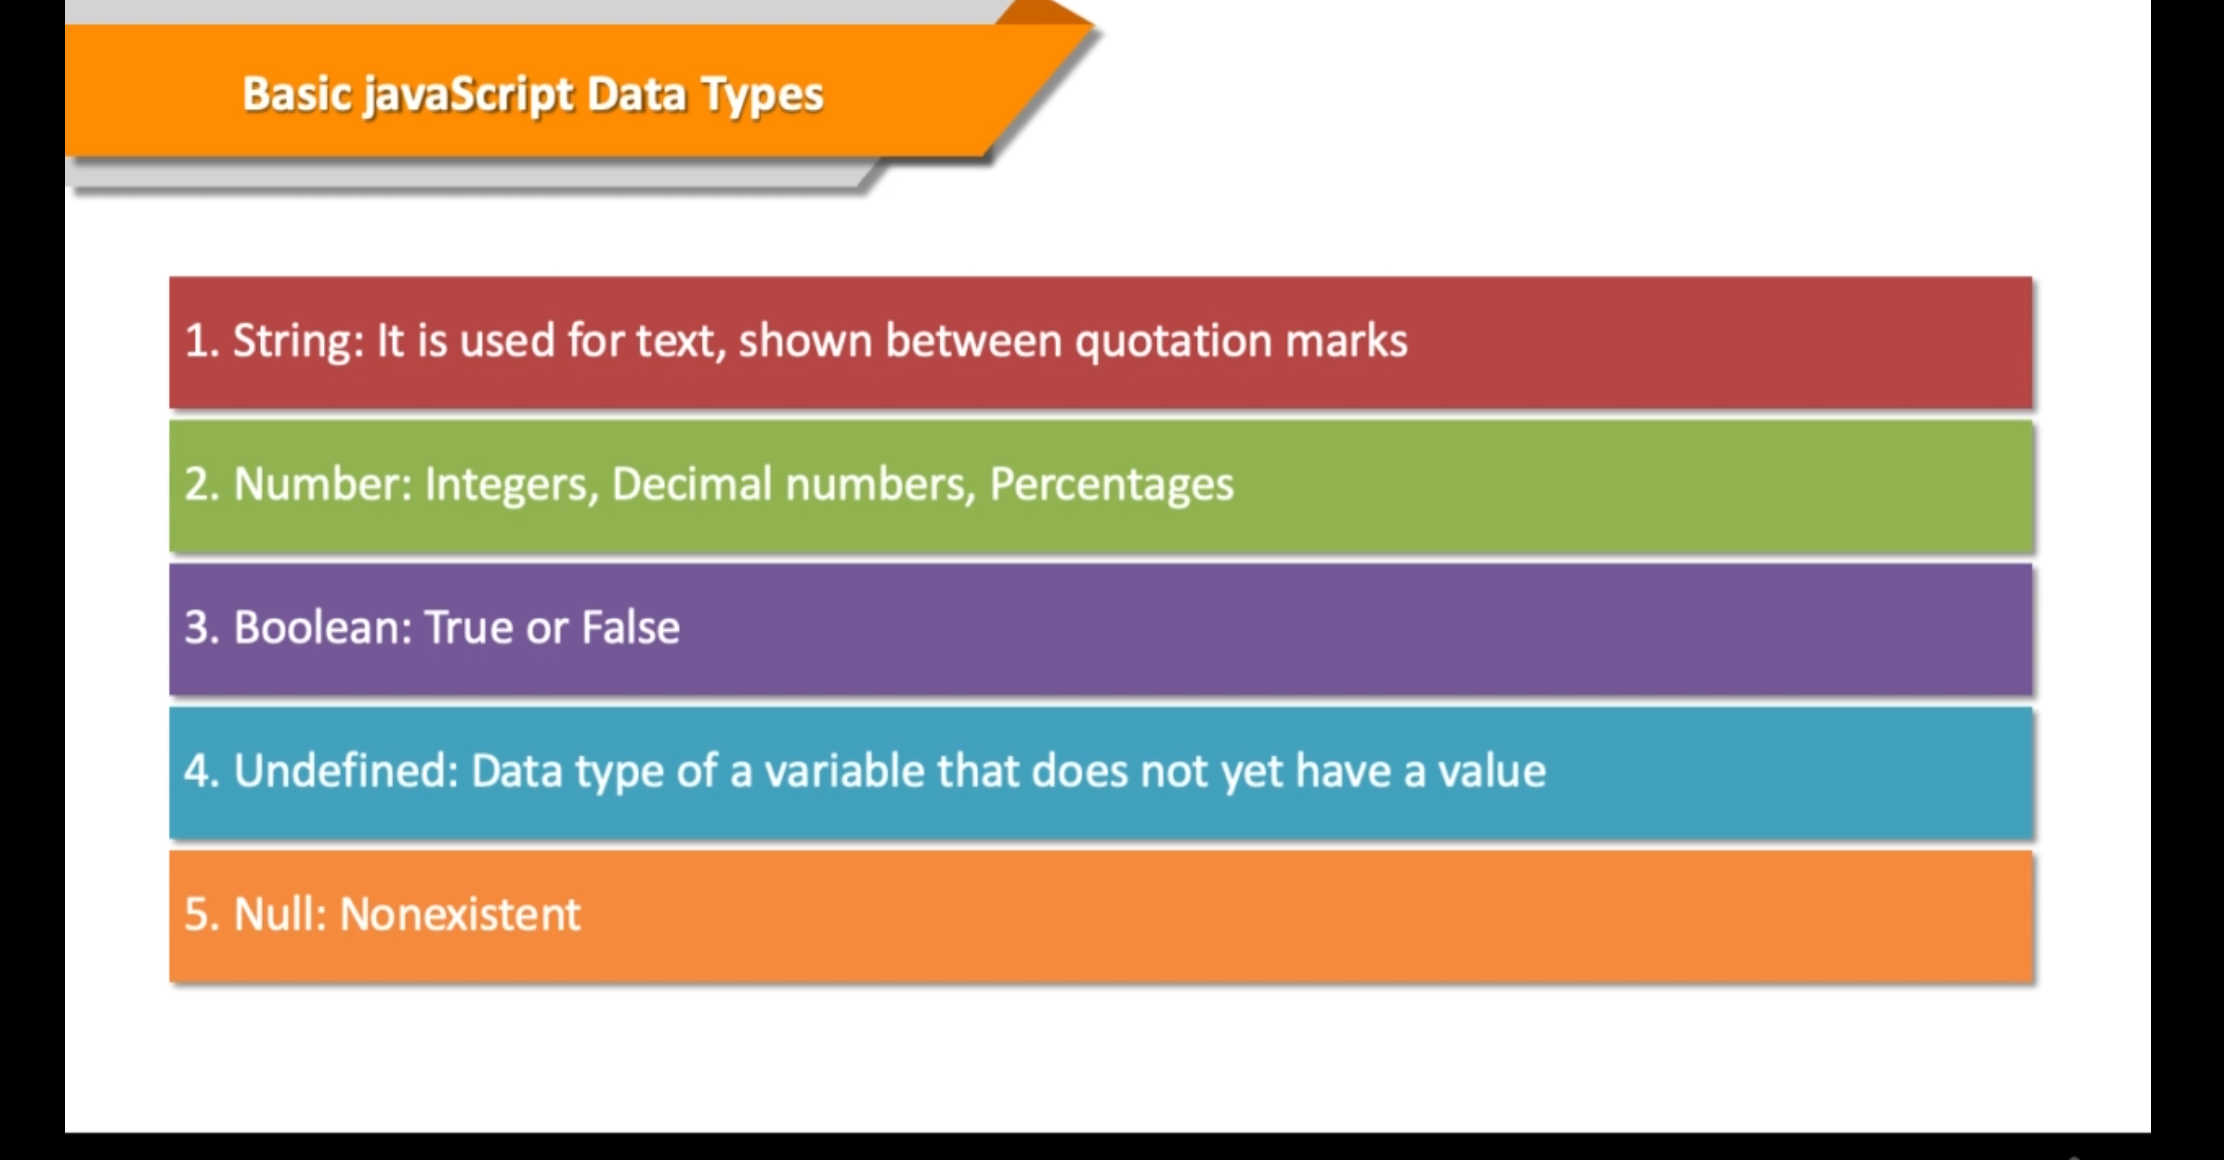 Basic javaScript Data Types
1. String: It is used for text, shown between quotation marks
2. Number: Integers, Decimal numbers, Percentages
3. Boolean: True or False
4. Undefined: Data type of a variable that does not yet have a value
5. Null: Nonexistent